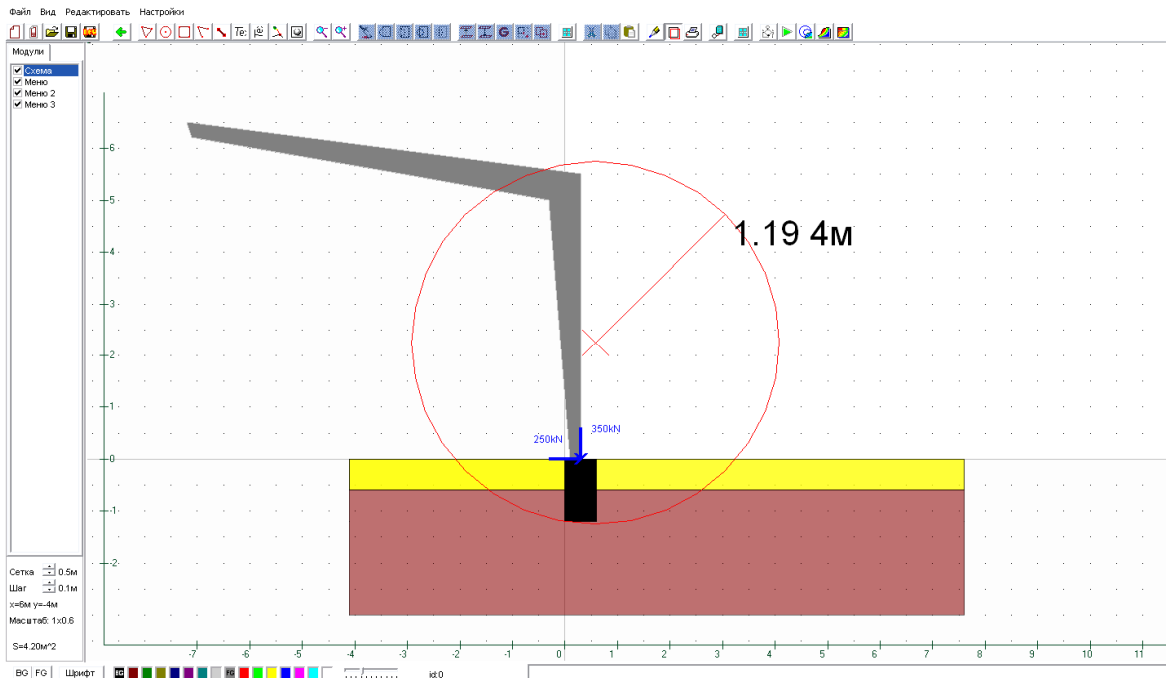 Файл Вид Редактировать Настройки
Te:
Модули
Схема
Меню
Меню 2
Меню 3
6
5
4
3
2
1
0
-1
-2
1.19 4м
250kN
350kN
-7 -6 -5 -4 -3 -2 -1 0 1 2 3 4 5 6 7 8 9 10 11
Сетка 0.5м
Шаг 0.1м
x=6м y=-4м
Масштаб: 1x0.6
S=4.20м^2
BG FG Шрифт BG FG id:0